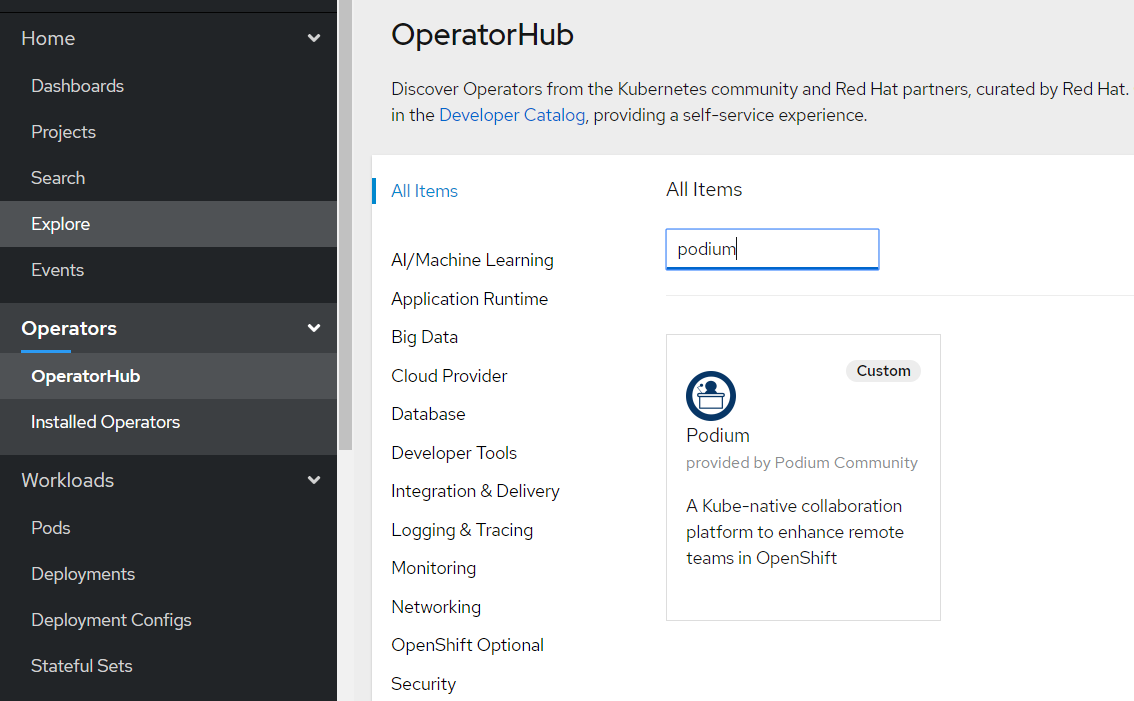 Home
Dashboards
Projects
Search
Explore
Events
Operators
OperatorHub
Installed Operators
Workloads
Pods
Deployments
Deployment Configs
Stateful Sets
OperatorHub
Discover Operators from the Kubernetes community and Red Hat partners, curated by Red Hat.
in the Developer Catalog, providing a self-service experience.
All Items
AI/Machine Learning
Application Runtime
Big Data
Cloud Provider
Database
Developer Tools
Integration & Delivery
Logging & Tracing
Monitoring
Networking
OpenShift Optional
Security
All Items
podium
Custom
Podium
provided by Podium Community
A Kube-native collaboration
platform to enhance remote
teams in OpenShift